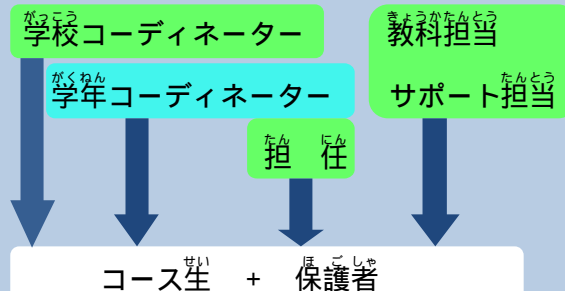 がっこう
学校コーディネーター
きょうかたんとう
教科担当
がくねん
学年コーディネーター
たんとう
サポート担当
たん にん
担 任
せい ほ ご しゃ
コース生 + 保護者